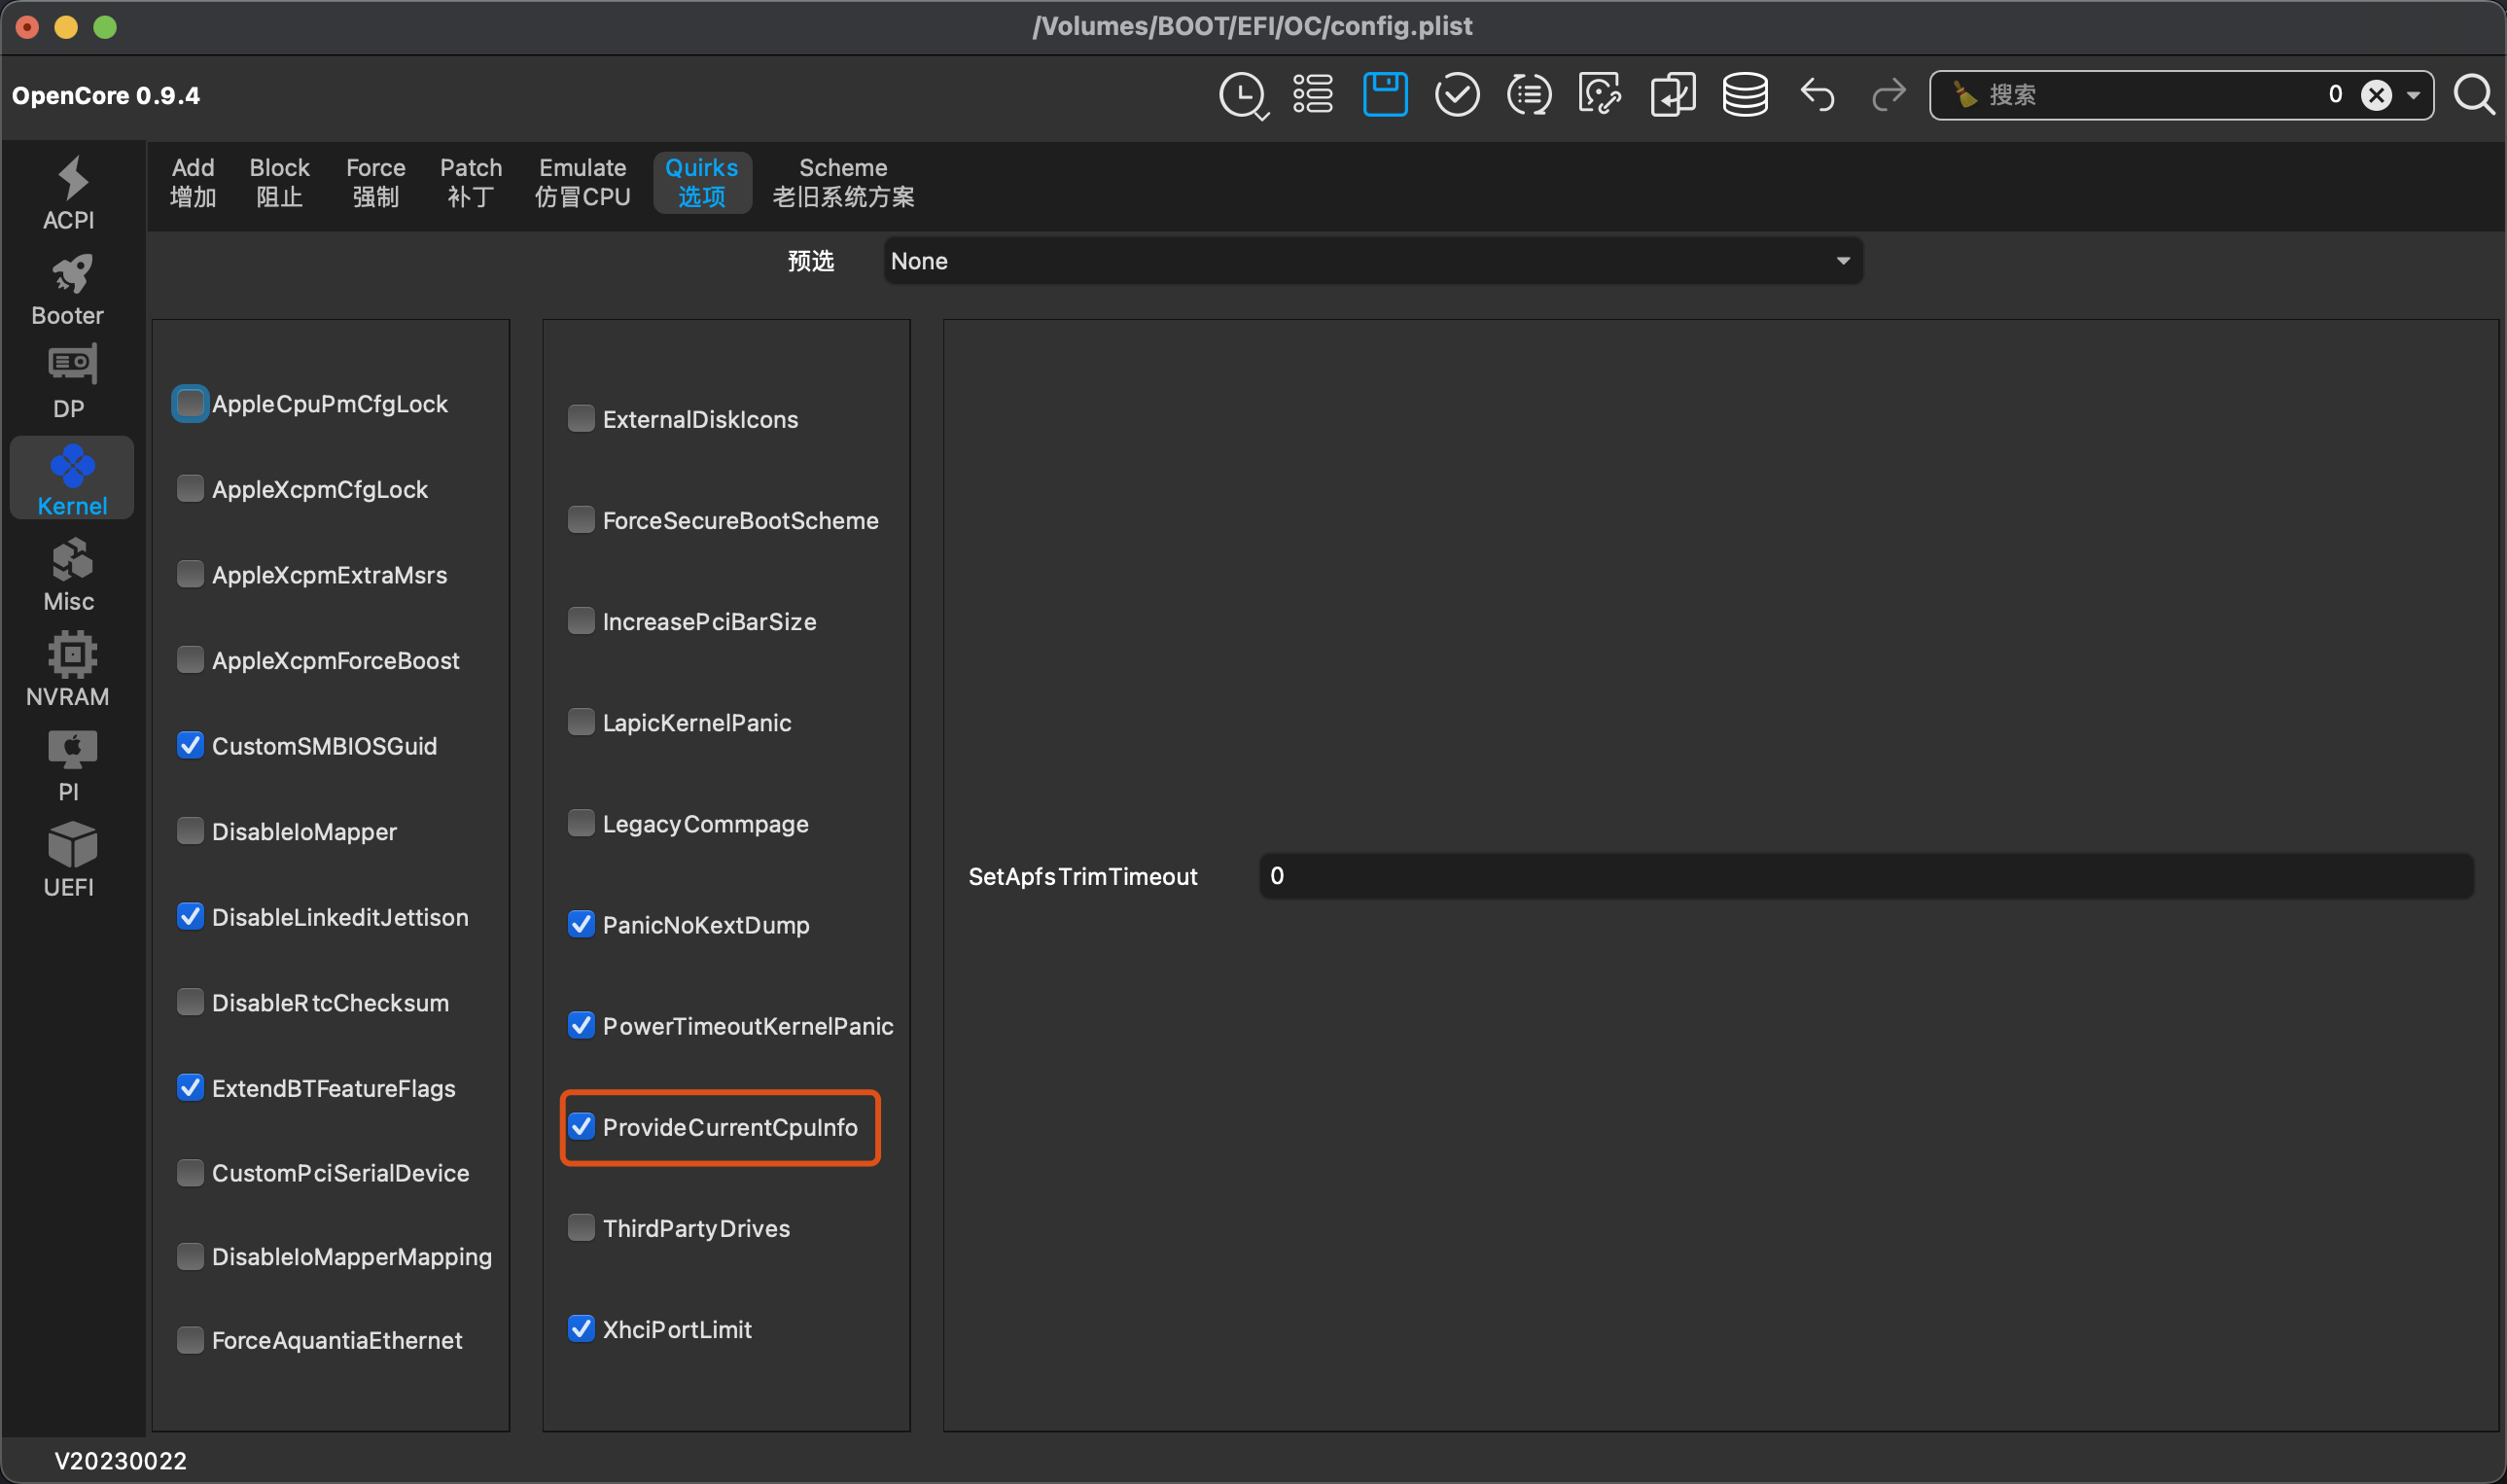 /Volumes/BOOT/EFI/OC/config.plist
OpenCore 0.9.4
搜索
0
ACPI
Booter
DP
Kernel
Misc
NVRAM
PI
UEFI
Add
增加
Block
阻止
Force
强制
Patch
补丁
Emulate
仿冒CPU
Quirks
选项
Scheme
老旧系统方案
预选
None
AppleCpuPmCfgLock
AppleXcpmCfgLock
AppleXcpmExtraMsrs
AppleXcpmForceBoost
CustomSMBIOSGuid
DisableIoMapper
DisableLinkeditJettison
DisableRtcChecksum
ExtendBTFeatureFlags
CustomPciSerialDevice
DisableIoMapperMapping
ForceAquantiaEthernet
ExternalDiskIcons
ForceSecureBootScheme
IncreasePciBarSize
LapicKernelPanic
LegacyCommpage
PanicNoKextDump
PowerTimeoutKernelPanic
ProvideCurrentCpuInfo
ThirdPartyDrives
XhciPortLimit
SetApfsTrimTimeout
0
V20230022